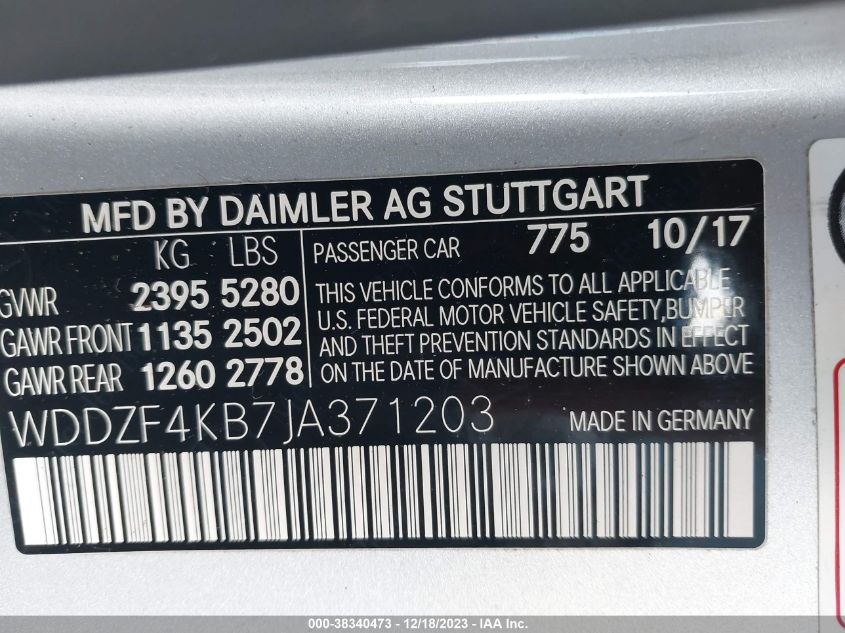 MFD BY DAIMLER AG STUTTGART
KG LBS
GVWR 2395 5280
GAWR FRONT 1135 2502
GAWR REAR 1260 2778
PASSENGER CAR 775 10/17
THIS VEHICLE CONFORMS TO ALL APPLICABLE
U.S. FEDERAL MOTOR VEHICLE SAFETY,BUMPER
AND THEFT PREVENTION STANDARDS IN EFFECT
ON THE DATE OF MANUFACTURE SHOWN ABOVE
WDDZF4KB7JA371203 MADE IN GERMANY
000-38340473 - 12/18/2023 - IAA Inc.